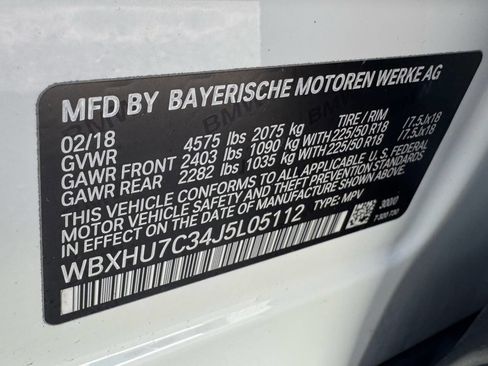 MFD BY BAYERISCHE MOTOREN WERKE AG
02/18 TIRE / RIM
GVWR 4575 lbs 2075 kg
GAWR FRONT 2403 lbs 1090 kg WITH 225/50 R18 /7.5Jx18
GAWR REAR 2282 lbs 1035 kg WITH 225/50 R18 /7.5Jx18
THIS VEHICLE CONFORMS TO ALL APPLICABLE U.S. FEDERAL
MOTOR VEHICLE SAFETY AND THEFT PREVENTION STANDARDS
IN EFFECT ON THE DATE OF MANUFACTURE SHOWN ABOVE.
WBXHU7C34J5L05112 TYPE: MPV